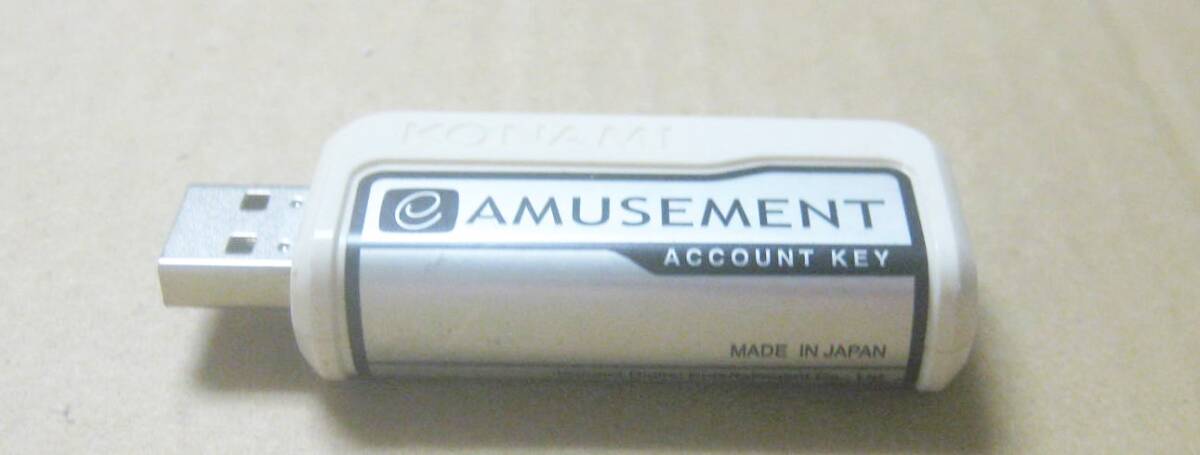 KONAMI
e AMUSEMENT
ACCOUNT KEY
MADE IN JAPAN